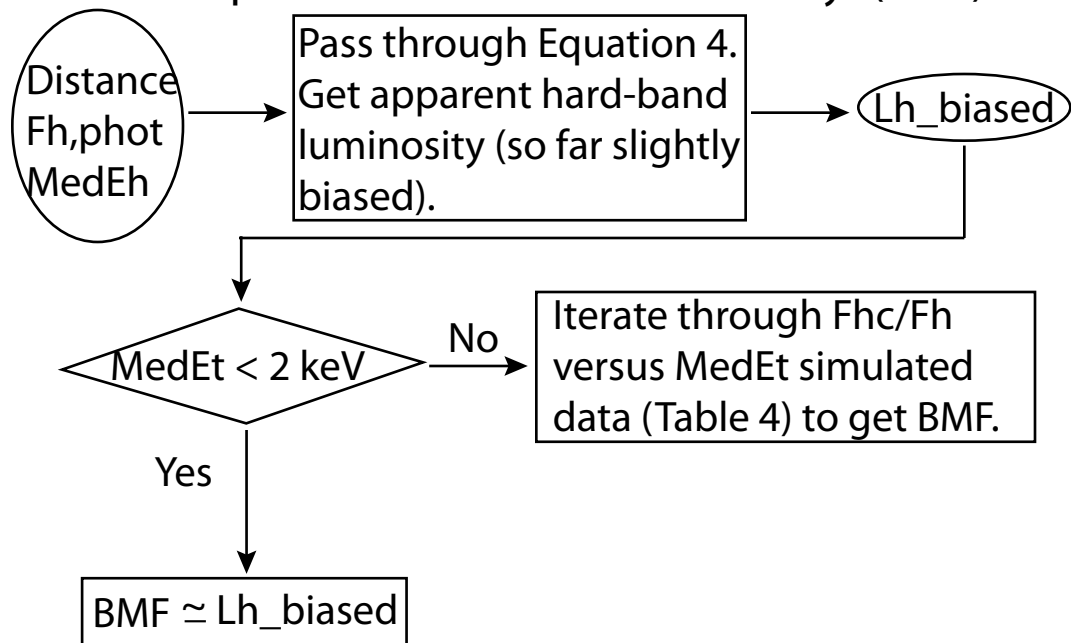 Distance
Fh,phot
MedEh
Pass through Equation 4.
Get apparent hard-band
luminosity (so far slightly
biased).
Lh_biased
MedEt < 2 keV
No
Iterate through Fhc/Fh
versus MedEt simulated
data (Table 4) to get BMF.
Yes
BMF ≃ Lh_biased